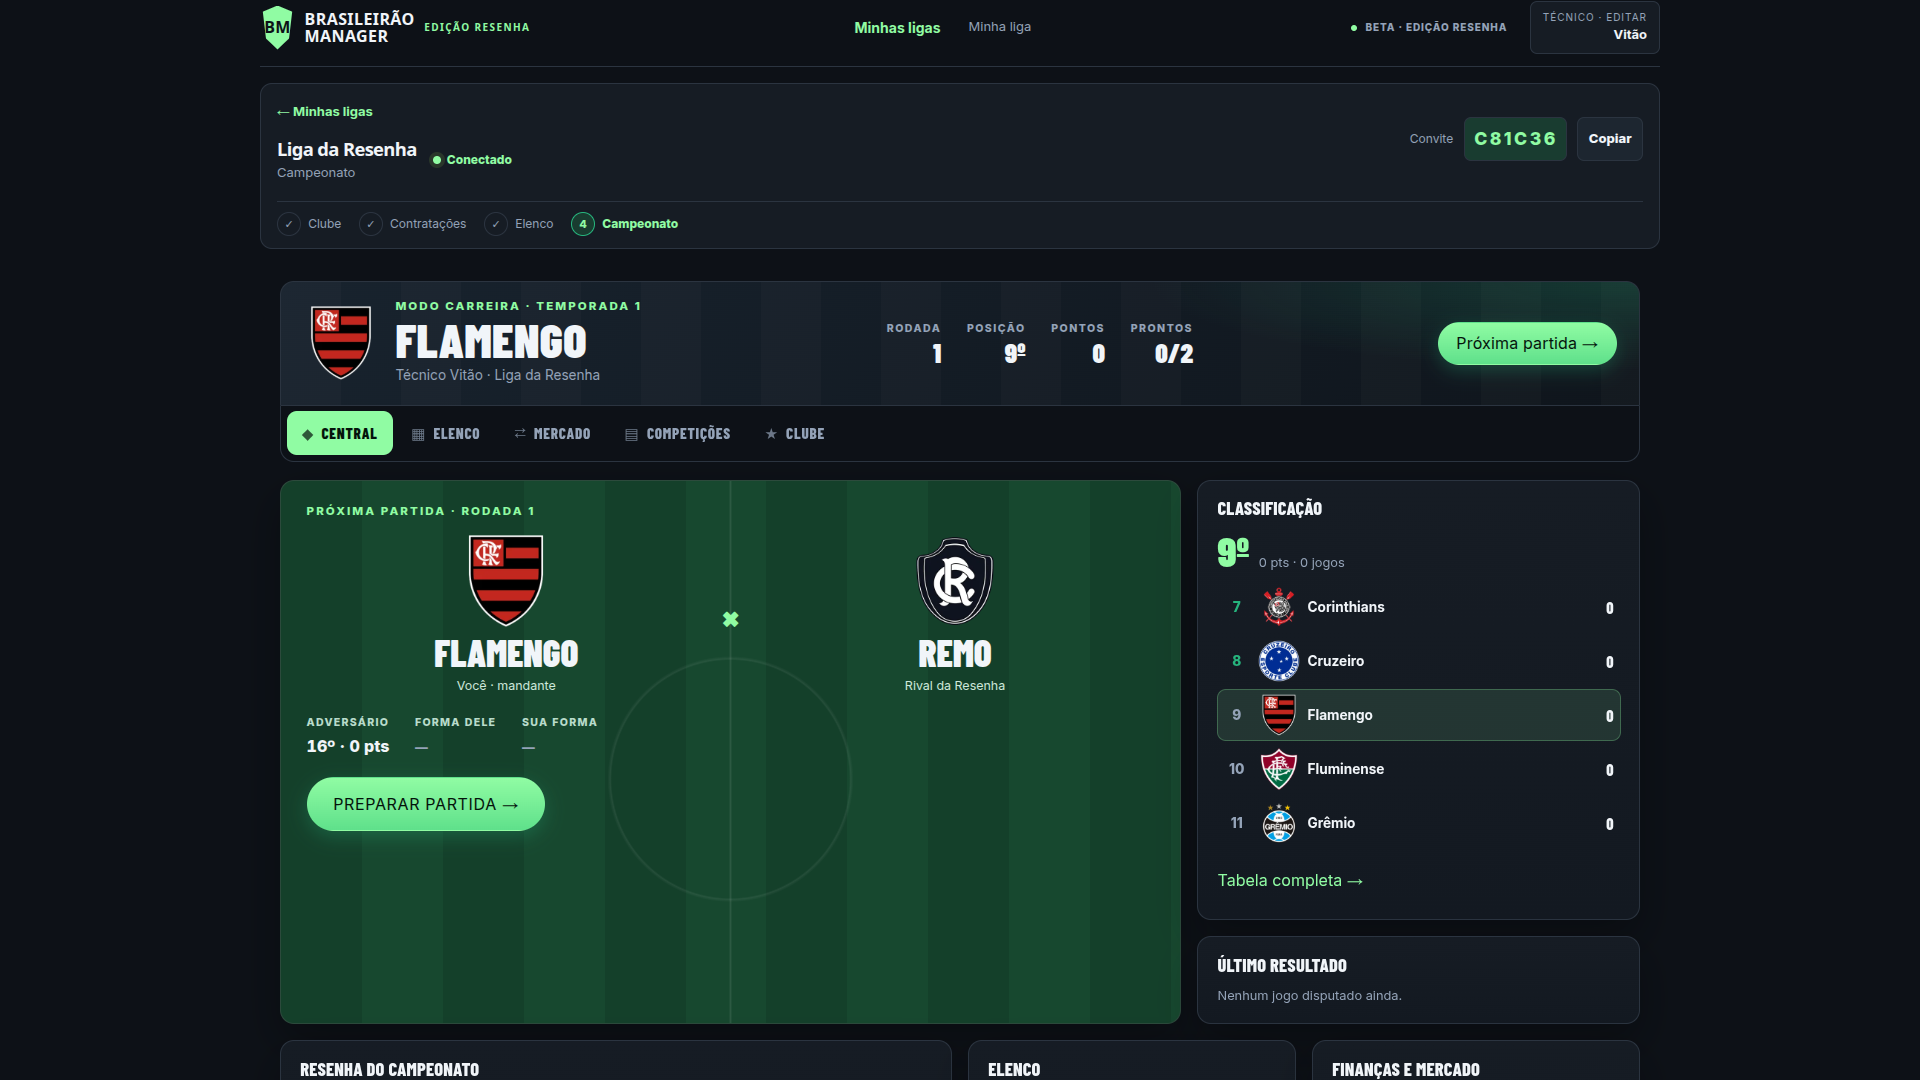 BM
BRASILEIRÃO
MANAGER
EDIÇÃO RESENHA
Minhas ligas
Minha liga
BETA · EDIÇÃO RESENHA
TÉCNICO · EDITAR
Vitão
← Minhas ligas
Liga da Resenha
Conectado
Campeonato
Convite
C81C36
Copiar
✓ Clube
✓ Contratações
✓ Elenco
4 Campeonato
MODO CARREIRA · TEMPORADA 1
FLAMENGO
Técnico Vitão · Liga da Resenha
RODADA
1
POSIÇÃO
9º
PONTOS
0
PRONTOS
0/2
Próxima partida →
CENTRAL
ELENCO
MERCADO
COMPETIÇÕES
CLUBE
PRÓXIMA PARTIDA · RODADA 1
FLAMENGO
Você · mandante
REMO
Rival da Resenha
ADVERSÁRIO
16º · 0 pts
FORMA DELE
—
SUA FORMA
—
PREPARAR PARTIDA →
CLASSIFICAÇÃO
9º 0 pts · 0 jogos
7 Corinthians 0
8 Cruzeiro 0
9 Flamengo 0
10 Fluminense 0
11 GRÊMIO Grêmio 0
Tabela completa →
ÚLTIMO RESULTADO
Nenhum jogo disputado ainda.
RESENHA DO CAMPEONATO
ELENCO
FINANÇAS E MERCADO